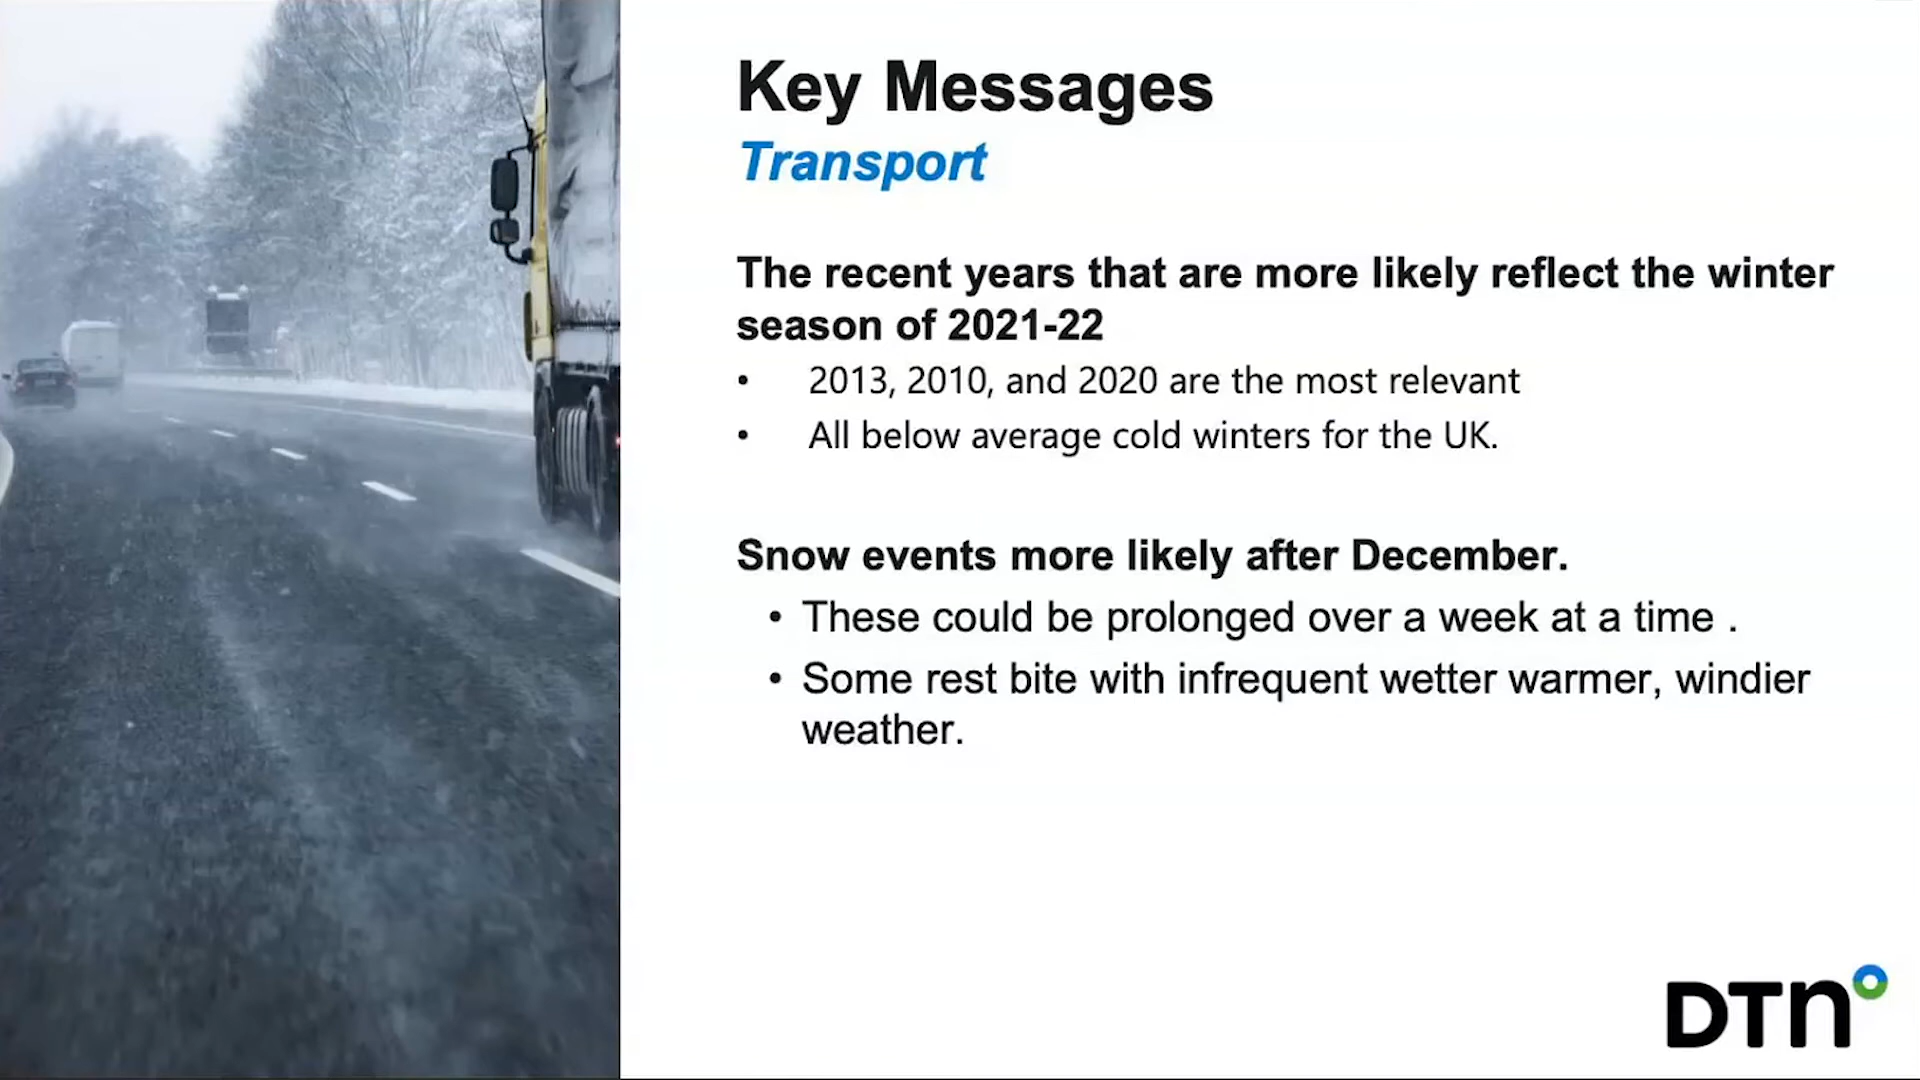 Key Messages
Transport
The recent years that are more likely reflect the winter
season of 2021-22
• 2013, 2010, and 2020 are the most relevant
• All below average cold winters for the UK.
Snow events more likely after December.
• These could be prolonged over a week at a time .
• Some rest bite with infrequent wetter warmer, windier
weather.
DTN